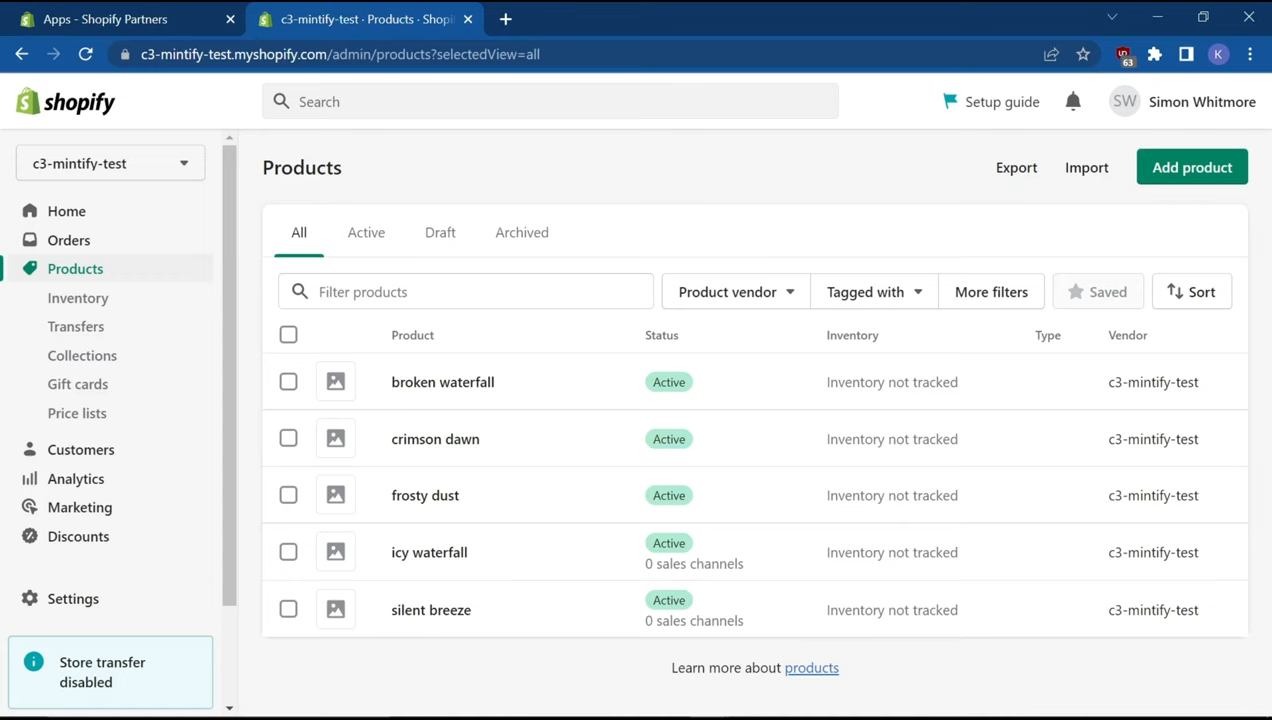 Apps - Shopify Partners
c3-mintify-test · Products · Shopi
c3-mintify-test.myshopify.com/admin/products?selectedView=all
63
K
shopify
Search
Setup guide
SW
Simon Whitmore
c3-mintify-test
Home
Orders
Products
Inventory
Transfers
Collections
Gift cards
Price lists
Customers
Analytics
Marketing
Discounts
Settings
Store transfer
disabled
Products
Export
Import
Add product
All
Active
Draft
Archived
Filter products
Product vendor
Tagged with
More filters
Saved
Sort
Product
Status
Inventory
Type
Vendor
broken waterfall
Active
Inventory not tracked
c3-mintify-test
crimson dawn
Active
Inventory not tracked
c3-mintify-test
frosty dust
Active
Inventory not tracked
c3-mintify-test
icy waterfall
Active
0 sales channels
Inventory not tracked
c3-mintify-test
silent breeze
Active
0 sales channels
Inventory not tracked
c3-mintify-test
Learn more about products